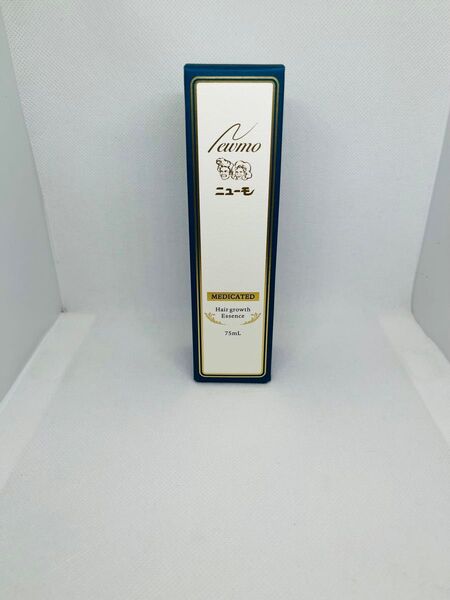 Newmo
ニューモ
MEDICATED
Hair growth
Essence
75mL